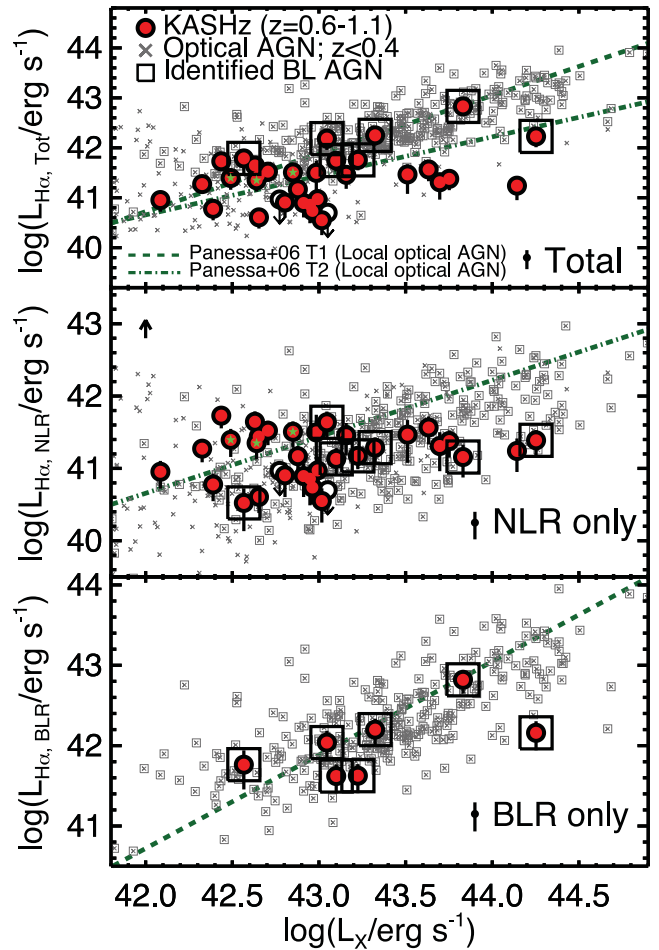 KASHz (z=0.6-1.1)
Optical AGN; z<0.4
Identified BL AGN
log(L_Hα, Tot/erg s⁻¹)
43
42
41
40
Panessa+06 T1 (Local optical AGN)
Panessa+06 T2 (Local optical AGN)
Total
log(L_Hα, NLR/erg s⁻¹)
43
42
41
40
NLR only
log(L_Hα, BLR/erg s⁻¹)
44
43
42
41
BLR only
42.0 42.5 43.0 43.5 44.0 44.5
log(L_X/erg s⁻¹)